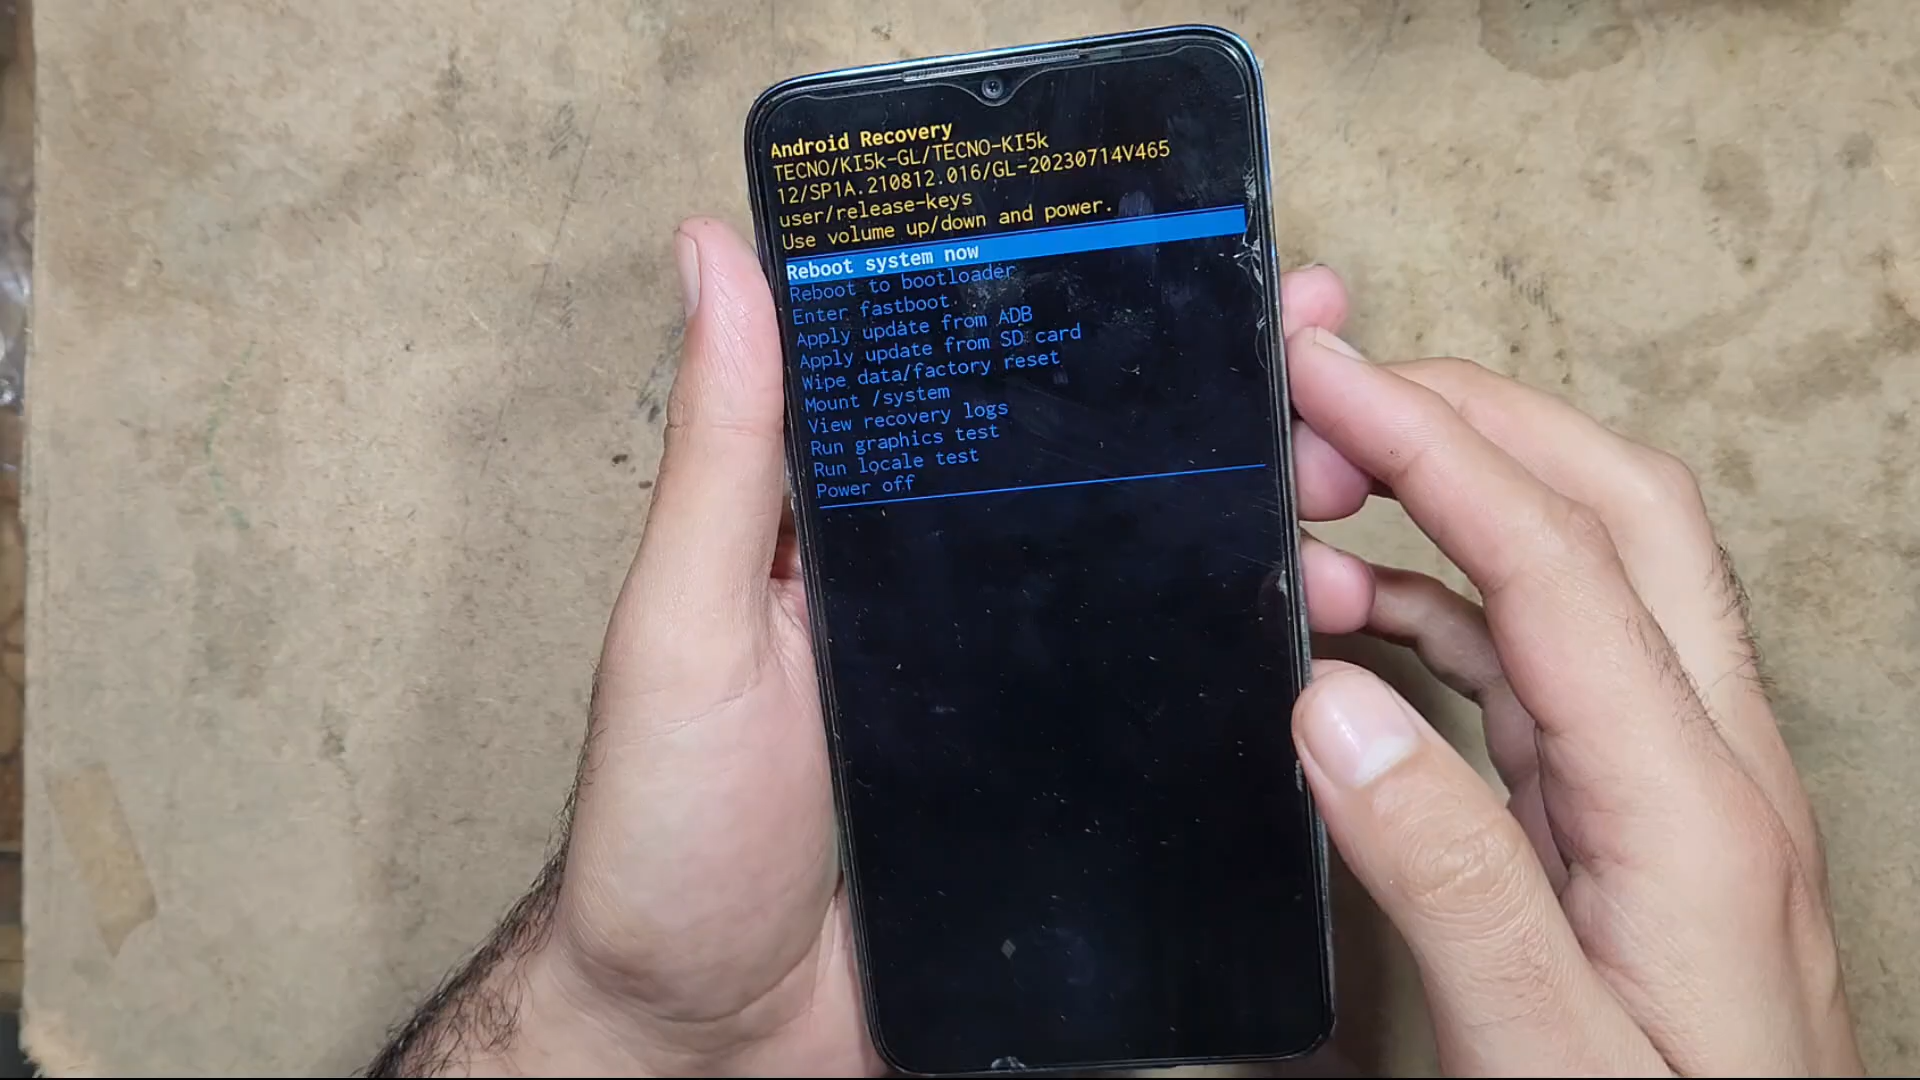 Android Recovery
TECNO/KI5k-GL/TECNO-KI5k
12/SP1A.210812.016/GL-20230714V465
user/release-keys
Use volume up/down and power.
Reboot system now
Reboot to bootloader
Enter fastboot
Apply update from ADB
Apply update from SD card
Wipe data/factory reset
Mount /system
View recovery logs
Run graphics test
Run locale test
Power off